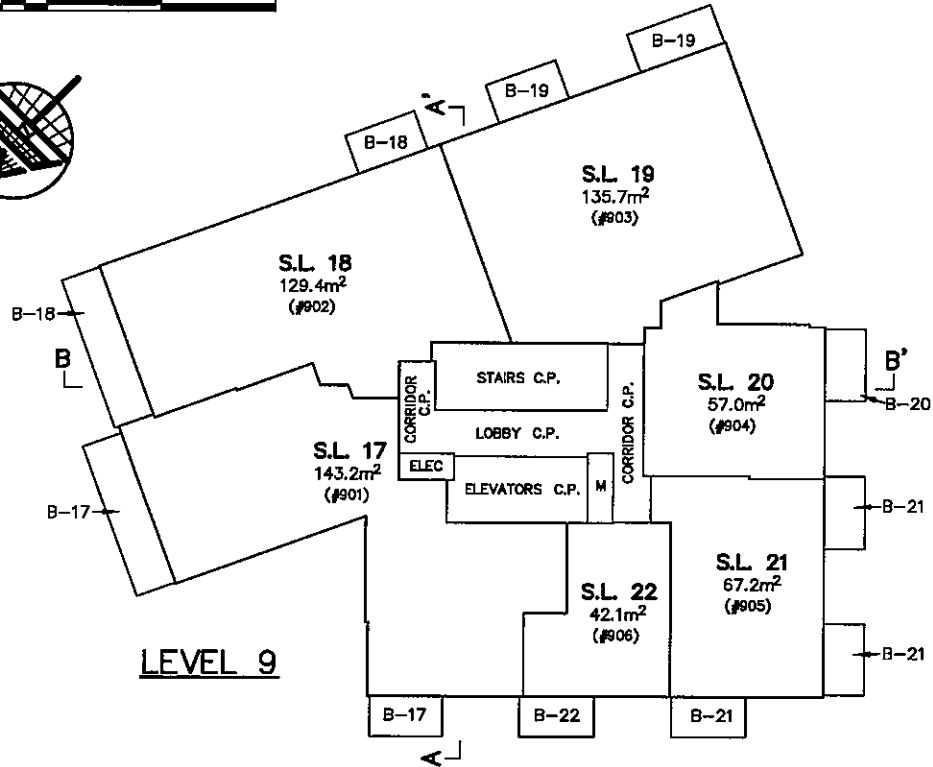 B-19
B-19
A'
B-18
S.L. 19
135.7m²
(#903)
S.L. 18
129.4m²
(#902)
B-18
B
B'
STAIRS C.P.
CORRIDOR
C.P.
CORRIDOR C.P.
S.L. 20
57.0m²
(#904)
B-20
LOBBY C.P.
S.L. 17
143.2m²
(#901)
ELEC
ELEVATORS C.P.
M
B-17
B-21
S.L. 21
67.2m²
(#905)
S.L. 22
42.1m²
(#906)
B-21
LEVEL 9
B-17
B-22
B-21
A